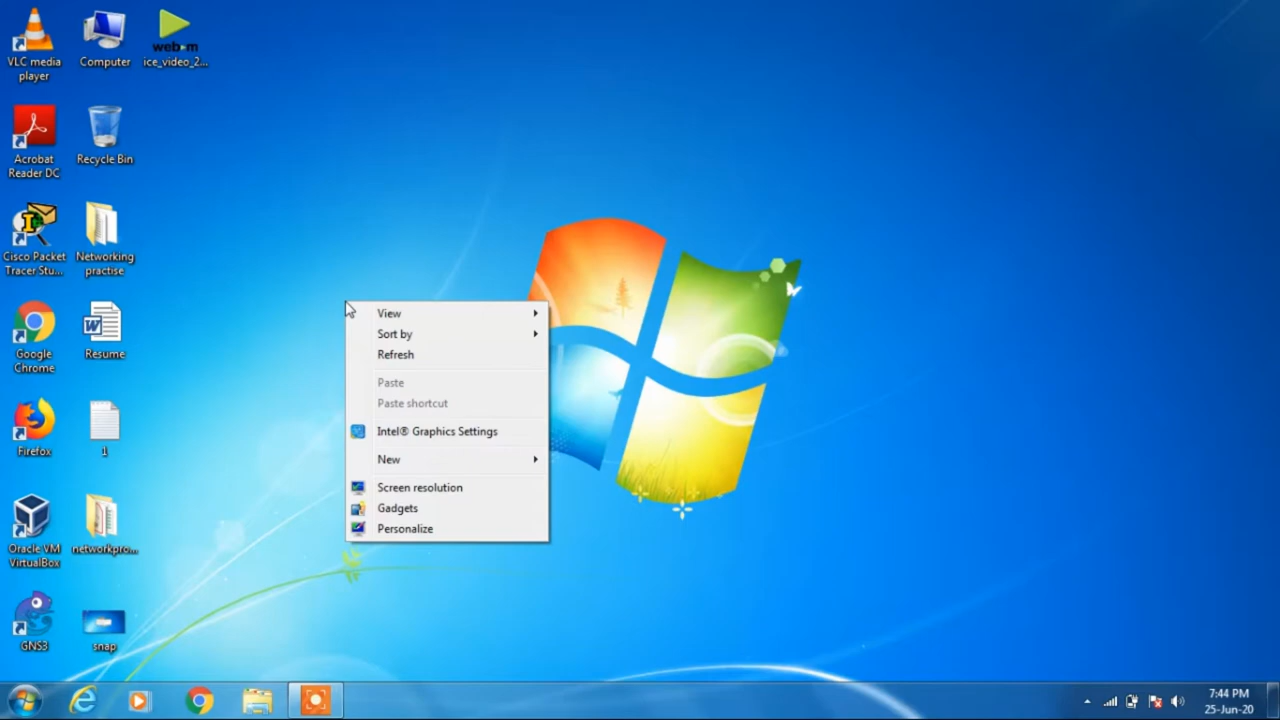 VLC media
player
Computer
webm
ice_video_2...
Acrobat
Reader DC
Recycle Bin
Cisco Packet
Tracer Stu...
Networking
practise
Google
Chrome
Resume
Firefox
1
Oracle VM
VirtualBox
networkpro...
GNS3
snap
View
Sort by
Refresh
Paste
Paste shortcut
Intel® Graphics Settings
New
Screen resolution
Gadgets
Personalize
7:44 PM
25-Jun-20